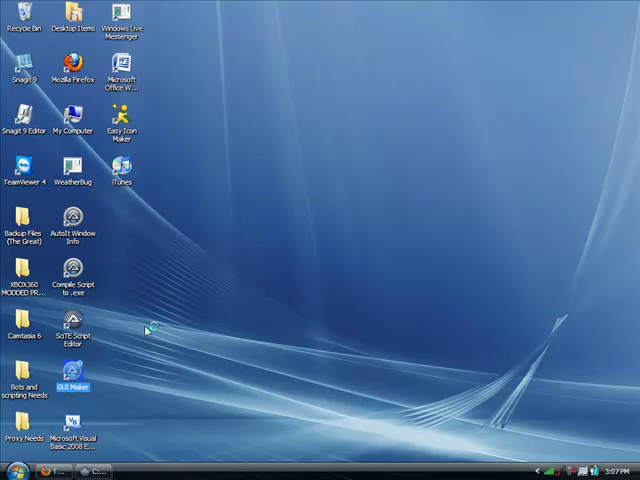 Recycle Bin
Desktop Items
Windows Live
Messenger
Snagit 9
Mozilla Firefox
Microsoft
Office W...
Snagit 9 Editor
My Computer
Easy Icon
Maker
TeamViewer 4
WeatherBug
iTunes
Backup Files
(The Great)
AutoIt Window
Info
XBOX360
MODDED PR...
Compile Script
to .exe
Camtasia 6
SciTE Script
Editor
Bots and
scripting Needs
GUI Maker
Proxy Needs
Microsoft Visual
Basic 2008 E...
T...
C...
3:07 PM